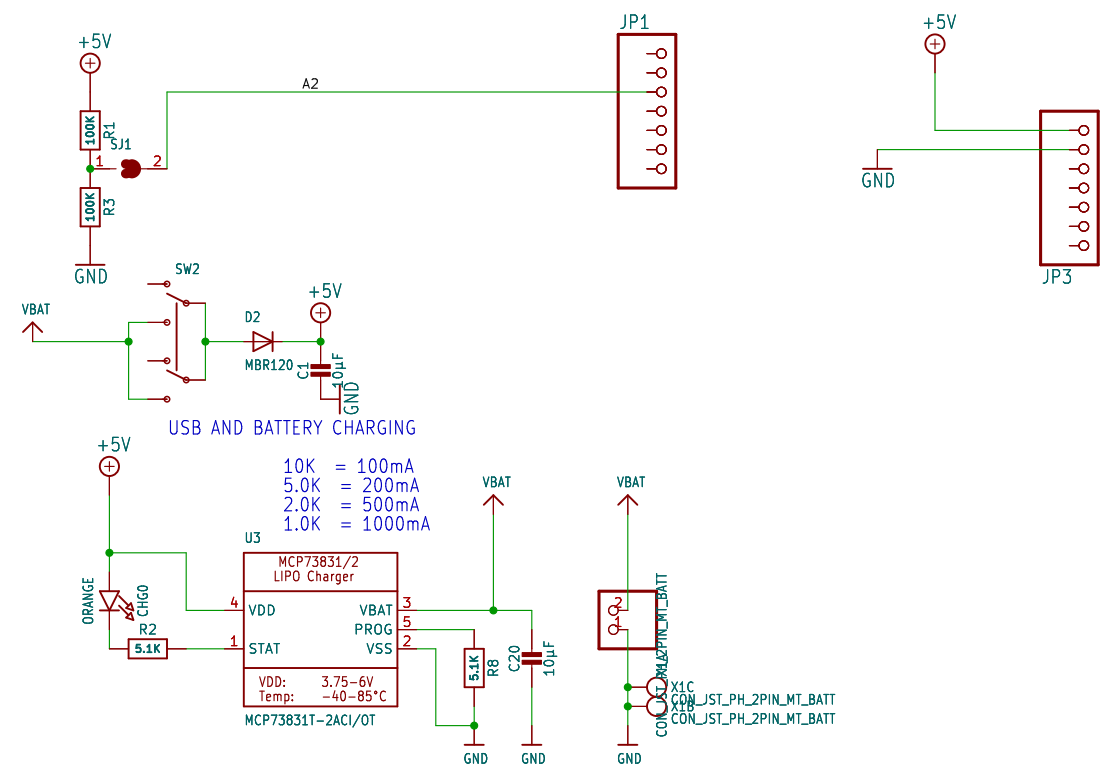 JP1
+5V
+5V
A2
100K
R1
SJ1
1
2
100K
R3
GND
GND
JP3
SW2
VBAT
+5V
D2
MBR120
C1
10µF
GND
USB AND BATTERY CHARGING
+5V
10K = 100mA
5.0K = 200mA
2.0K = 500mA
1.0K = 1000mA
VBAT
VBAT
U3
MCP73831/2
LIPO Charger
ORANGE
CHG0
4
VDD
VBAT
3
PROG
5
R2
5.1K
1
STAT
VSS
2
5.1K
R8
C20
10µF
2
1
VDD: 3.75-6V
Temp: -40-85°C
MCP73831T-2ACI/OT
X1C
CON_JST_PH_2PIN_MT_BATT
X1B
CON_JST_PH_2PIN_MT_BATT
X1A
CON_JST_PH_2PIN_MT_BATT
GND
GND
GND